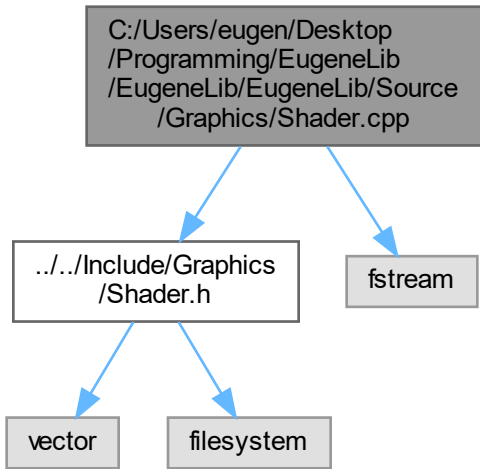 C:/Users/eugen/Desktop
/Programming/EugeneLib
/EugeneLib/EugeneLib/Source
/Graphics/Shader.cpp
../../Include/Graphics
/Shader.h
fstream
vector
filesystem